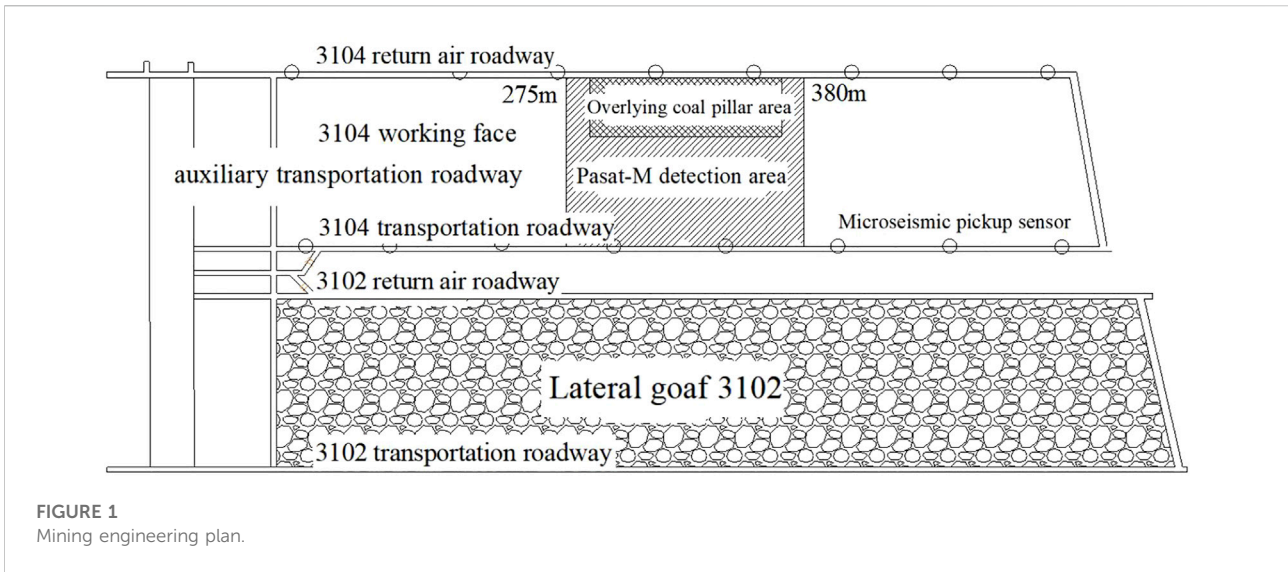 3104 return air roadway
275m
380m
Overlying coal pillar area
3104 working face
auxiliary transportation roadway
Pasat-M detection area
3104 transportation roadway
Microseismic pickup sensor
3102 return air roadway
Lateral goaf 3102
3102 transportation roadway
FIGURE 1
Mining engineering plan.